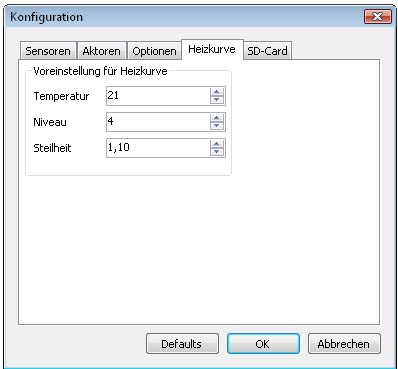 Konfiguration
Sensoren Aktoren Optionen Heizkurve SD-Card
Voreinstellung für Heizkurve
Temperatur 21
Niveau 4
Steilheit 1,10
Defaults OK Abbrechen